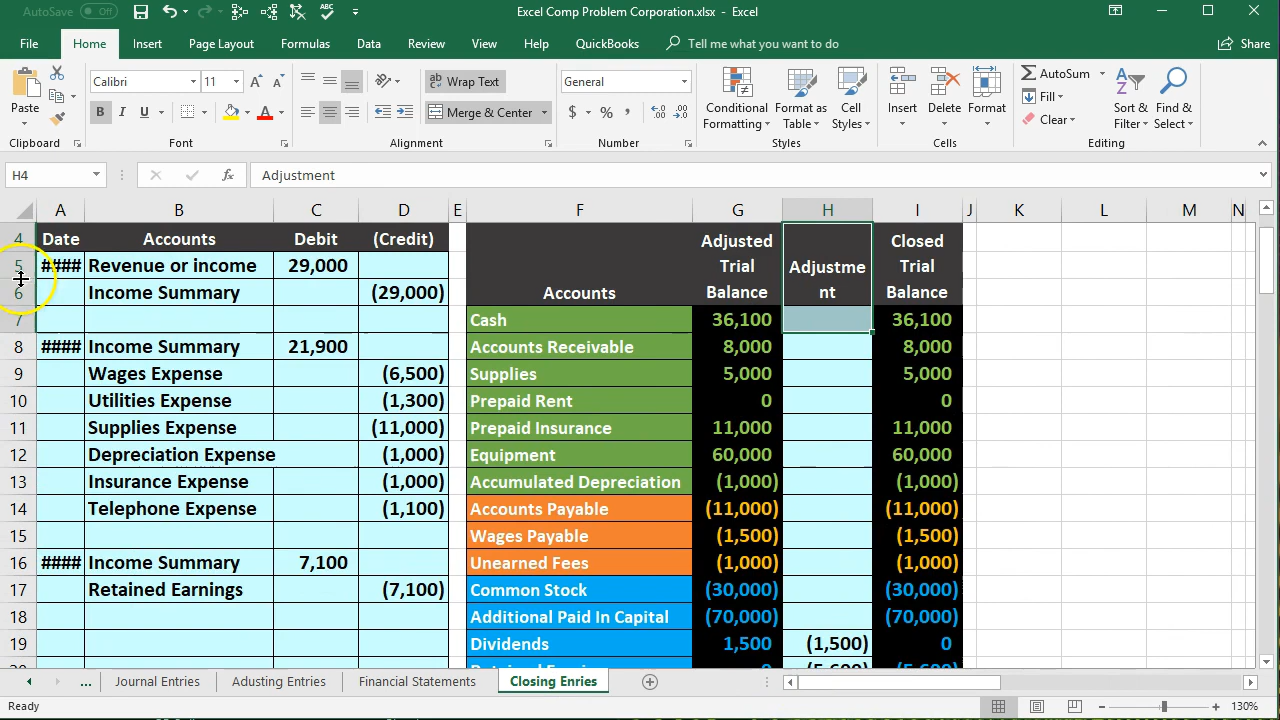 AutoSave Off Excel Comp Problem Corporation.xlsx - Excel
File Home Insert Page Layout Formulas Data Review View Help QuickBooks Tell me what you want to do Share
Paste Calibri 11 Wrap Text General Conditional Formatting Format as Table Cell Styles Insert Delete Format AutoSum Fill Clear Sort & Filter Find & Select
B I U A Merge & Center $ %
Clipboard Font Alignment Number Styles Cells Editing
H4 fx Adjustment
A B C D E F G H I J K L M N
4 Date Accounts Debit (Credit) Accounts Adjusted Trial Balance Adjustme nt Closed Trial Balance
5 #### Revenue or income 29,000
6 Income Summary (29,000)
7 Cash 36,100 36,100
8 #### Income Summary 21,900 Accounts Receivable 8,000 8,000
9 Wages Expense (6,500) Supplies 5,000 5,000
10 Utilities Expense (1,300) Prepaid Rent 0 0
11 Supplies Expense (11,000) Prepaid Insurance 11,000 11,000
12 Depreciation Expense (1,000) Equipment 60,000 60,000
13 Insurance Expense (1,000) Accumulated Depreciation (1,000) (1,000)
14 Telephone Expense (1,100) Accounts Payable (11,000) (11,000)
15 Wages Payable (1,500) (1,500)
16 #### Income Summary 7,100 Unearned Fees (1,000) (1,000)
17 Retained Earnings (7,100) Common Stock (30,000) (30,000)
18 Additional Paid In Capital (70,000) (70,000)
19 Dividends 1,500 (1,500) 0
... Journal Entries Adusting Entries Financial Statements Closing Enries
Ready 130%